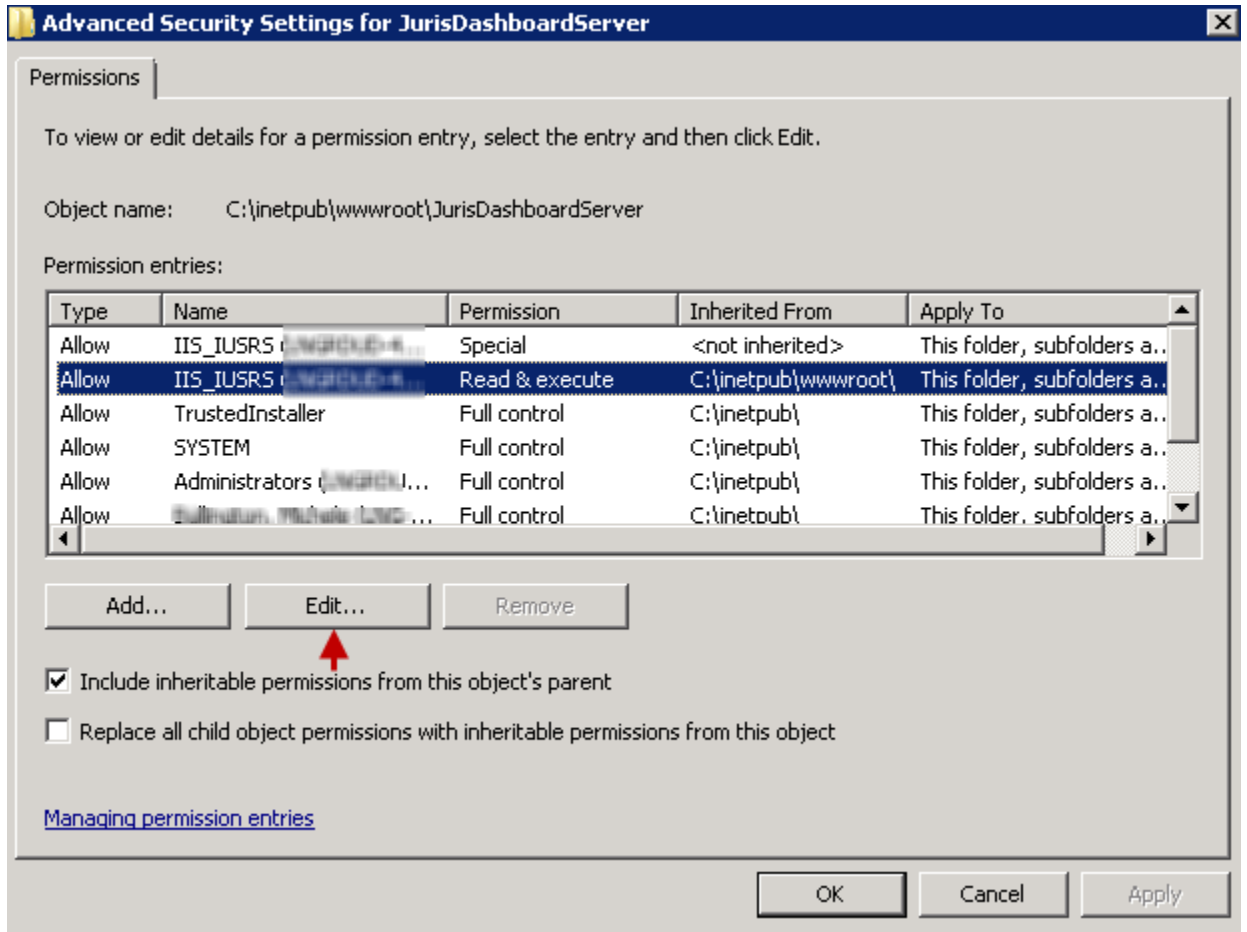 Advanced Security Settings for JurisDashboardServer
Permissions
To view or edit details for a permission entry, select the entry and then click Edit.
Object name: C:\inetpub\wwwroot\JurisDashboardServer
Permission entries:
Type Name Permission Inherited From Apply To
Allow IIS_IUSRS ( ... Special <not inherited> This folder, subfolders a...
Allow IIS_IUSRS ( ... Read & execute C:\inetpub\wwwroot\ This folder, subfolders a...
Allow TrustedInstaller Full control C:\inetpub\ This folder, subfolders a...
Allow SYSTEM Full control C:\inetpub\ This folder, subfolders a...
Allow Administrators ( ... Full control C:\inetpub\ This folder, subfolders a...
Allow ... Full control C:\inetpub\ This folder, subfolders a...
Add... Edit... Remove
Include inheritable permissions from this object's parent
Replace all child object permissions with inheritable permissions from this object
Managing permission entries
OK Cancel Apply